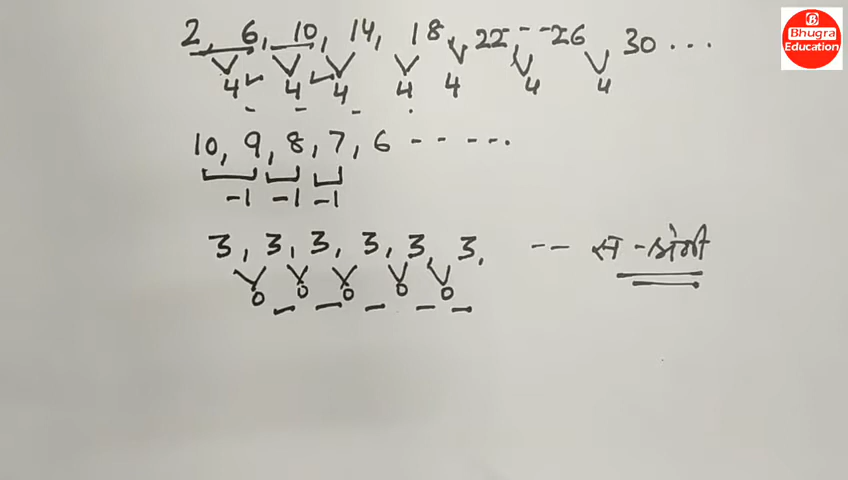 Bhugra
Education
2, 6, 10, 14, 18, 22, -- 26 30 ...
4 4 4 4 4 4 4
10, 9, 8, 7, 6 - - - - -.
-1 -1 -1
3, 3, 3, 3, 3, 3, -- स -श्रेणी
0 0 0 0 0